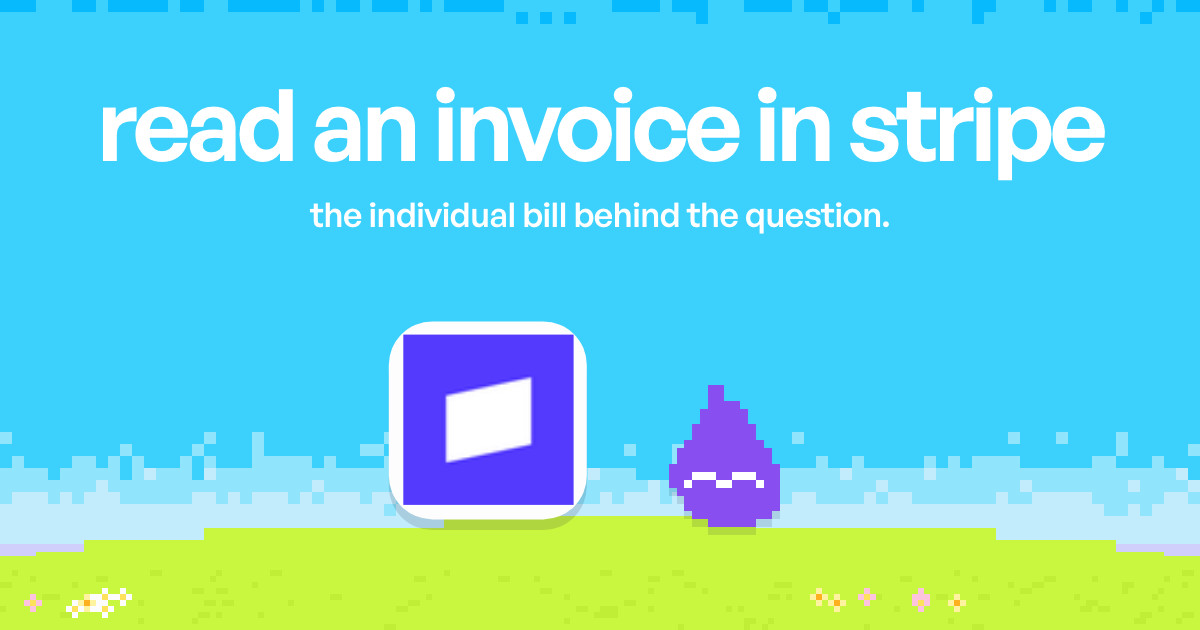 read an invoice in stripe
the individual bill behind the question.